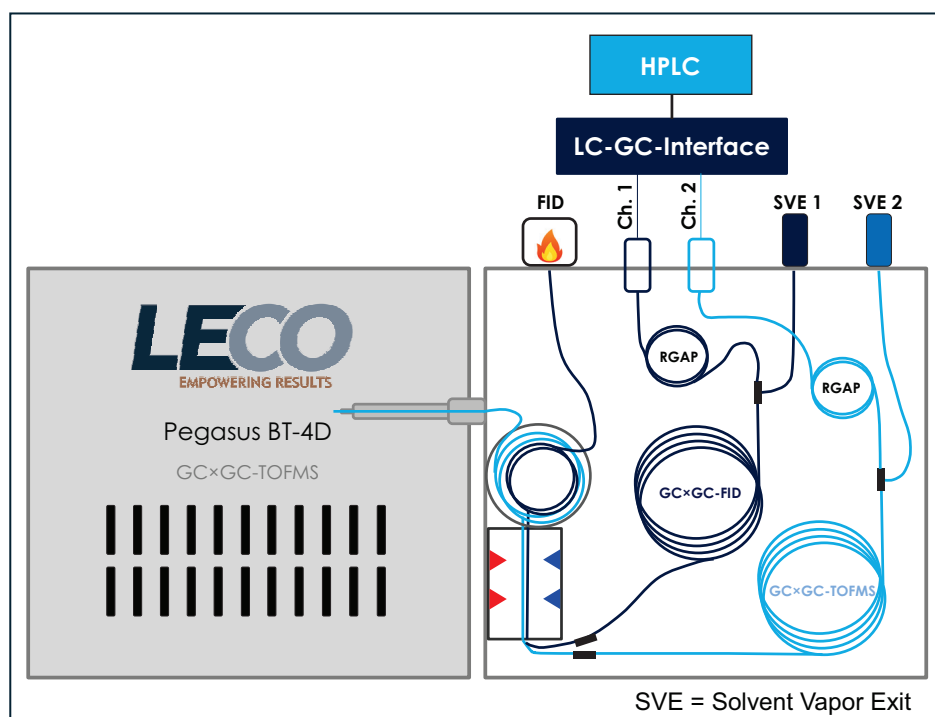 HPLC
LC-GC-Interface
Ch. 1
Ch. 2
FID
SVE 1
SVE 2
LECO
EMPOWERING RESULTS
Pegasus BT-4D
GC×GC-TOFMS
RGAP
RGAP
GC×GC-FID
GC×GC-TOFMS
SVE = Solvent Vapor Exit